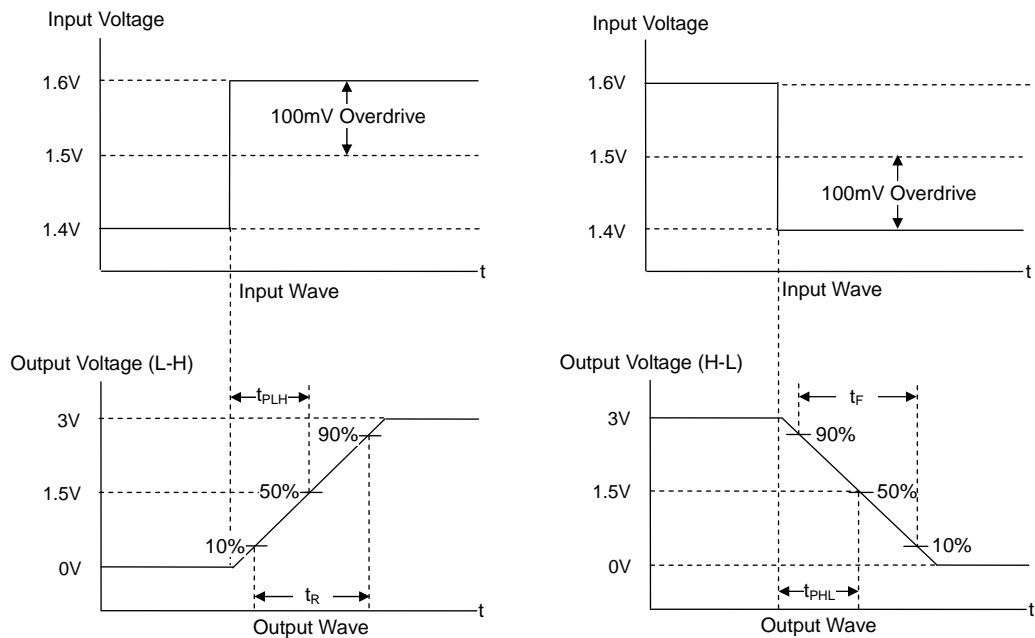 Input Voltage
1.6V
100mV Overdrive
1.5V
1.4V
t
Input Wave
Input Voltage
1.6V
1.5V
100mV Overdrive
1.4V
t
Input Wave
Output Voltage (L-H)
tPLH
3V
90%
1.5V
50%
10%
0V
tR
t
Output Wave
Output Voltage (H-L)
tF
3V
90%
1.5V
50%
10%
0V
tPHL
t
Output Wave